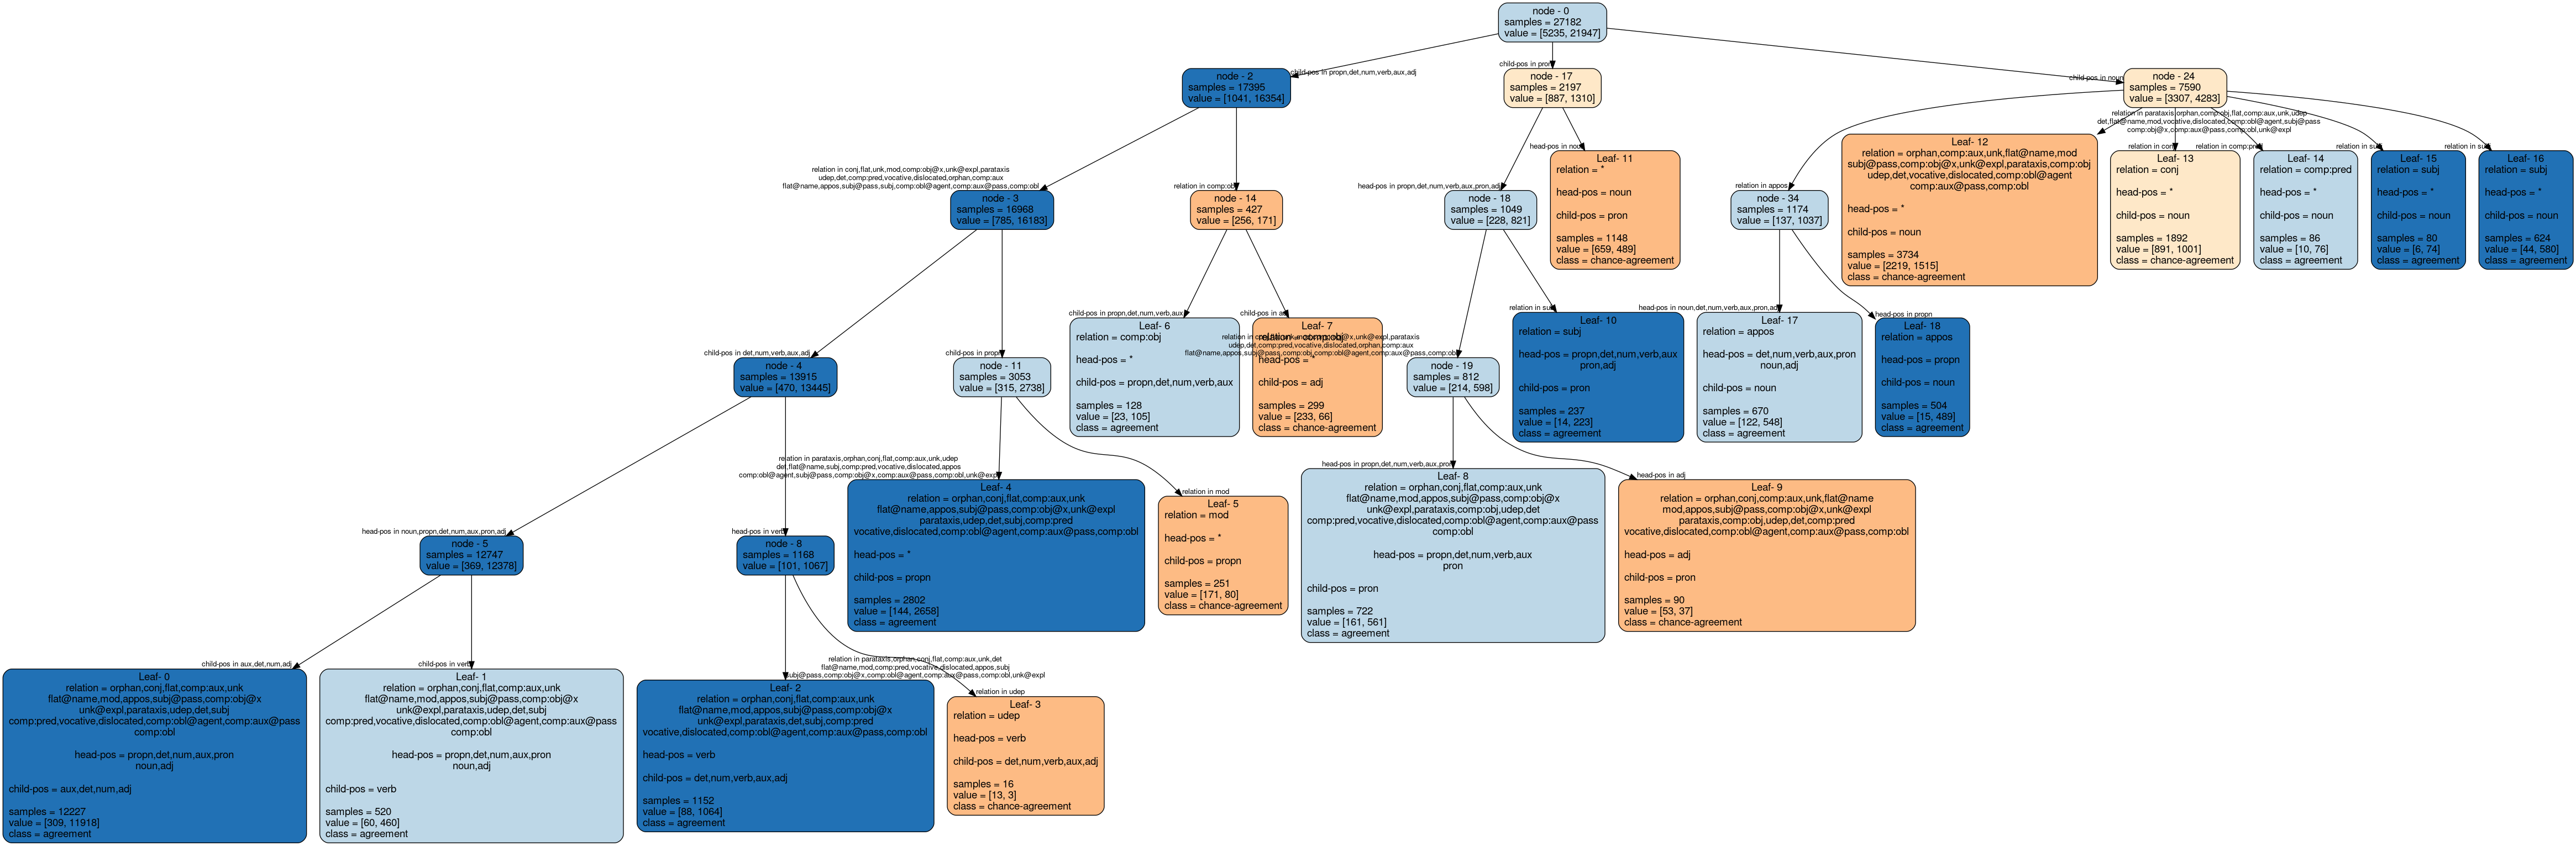 node - 0
samples = 27182
value = [5235, 21947]
child-pos in propn,det,num,verb,aux,adj
child-pos in pron
child-pos in noun
node - 2
samples = 17395
value = [1041, 16354]
node - 17
samples = 2197
value = [887, 1310]
node - 24
samples = 7590
value = [3307, 4283]
relation in conj,flat,unk,mod,comp:obj@x,unk@expl,parataxis
udep,det,comp:pred,vocative,dislocated,orphan,comp:aux
flat@name,appos,subj@pass,subj,comp:obl@agent,comp:aux@pass,comp:obl
relation in comp:obj
head-pos in propn,det,num,verb,aux,pron,adj
head-pos in noun
relation in appos
relation in parataxis,orphan,comp:obj,flat,comp:aux,unk,udep
det,flat@name,mod,vocative,dislocated,comp:obl@agent,subj@pass
comp:obj@x,comp:aux@pass,comp:obl,unk@expl
relation in conj
relation in comp:pred
relation in subj
relation in subj
node - 3
samples = 16968
value = [785, 16183]
node - 14
samples = 427
value = [256, 171]
node - 18
samples = 1049
value = [228, 821]
Leaf- 11
relation = *
head-pos = noun
child-pos = pron
samples = 1148
value = [659, 489]
class = chance-agreement
node - 34
samples = 1174
value = [137, 1037]
Leaf- 12
relation = orphan,comp:aux,unk,flat@name,mod
subj@pass,comp:obj@x,unk@expl,parataxis,comp:obj
udep,det,vocative,dislocated,comp:obl@agent
comp:aux@pass,comp:obl
head-pos = *
child-pos = noun
samples = 3734
value = [2219, 1515]
class = chance-agreement
Leaf- 13
relation = conj
head-pos = *
child-pos = noun
samples = 1892
value = [891, 1001]
class = chance-agreement
Leaf- 14
relation = comp:pred
head-pos = *
child-pos = noun
samples = 86
value = [10, 76]
class = agreement
Leaf- 15
relation = subj
head-pos = *
child-pos = noun
samples = 80
value = [6, 74]
class = agreement
Leaf- 16
relation = subj
head-pos = *
child-pos = noun
samples = 624
value = [44, 580]
class = agreement
child-pos in det,num,verb,aux,adj
child-pos in propn
child-pos in propn,det,num,verb,aux
child-pos in adj
relation in subj
head-pos in noun,det,num,verb,aux,pron,adj
head-pos in propn
node - 4
samples = 13915
value = [470, 13445]
node - 11
samples = 3053
value = [315, 2738]
Leaf- 6
relation = comp:obj
head-pos = *
child-pos = propn,det,num,verb,aux
samples = 128
value = [23, 105]
class = agreement
Leaf- 7
relation = comp:obj
head-pos = *
child-pos = adj
samples = 299
value = [233, 66]
class = chance-agreement
udep,det,comp:pred,vocative,dislocated,orphan,comp:aux
flat@name,appos,subj@pass,comp:obj,comp:obl@agent,comp:aux@pass,comp:obl
node - 19
samples = 812
value = [214, 598]
Leaf- 10
relation = subj
head-pos = propn,det,num,verb,aux
pron,adj
child-pos = pron
samples = 237
value = [14, 223]
class = agreement
Leaf- 17
relation = appos
head-pos = det,num,verb,aux,pron
noun,adj
child-pos = noun
samples = 670
value = [122, 548]
class = agreement
Leaf- 18
relation = appos
head-pos = propn
child-pos = noun
samples = 504
value = [15, 489]
class = agreement
head-pos in noun,propn,det,num,aux,pron,adj
head-pos in verb
relation in parataxis,orphan,conj,flat,comp:aux,unk,udep
det,flat@name,subj,comp:pred,vocative,dislocated,appos
comp:obl@agent,subj@pass,comp:obj@x,comp:aux@pass,comp:obl,unk@expl
relation in mod
head-pos in propn,det,num,verb,aux,pron
head-pos in adj
node - 5
samples = 12747
value = [369, 12378]
node - 8
samples = 1168
value = [101, 1067]
Leaf- 4
relation = orphan,conj,flat,comp:aux,unk
flat@name,appos,subj@pass,comp:obj@x,unk@expl
parataxis,udep,det,subj,comp:pred
vocative,dislocated,comp:obl@agent,comp:aux@pass,comp:obl
head-pos = *
child-pos = propn
samples = 2802
value = [144, 2658]
class = agreement
Leaf- 5
relation = mod
head-pos = *
child-pos = propn
samples = 251
value = [171, 80]
class = chance-agreement
Leaf- 8
relation = orphan,conj,flat,comp:aux,unk
flat@name,mod,appos,subj@pass,comp:obj@x
unk@expl,parataxis,comp:obj,udep,det
comp:pred,vocative,dislocated,comp:obl@agent,comp:aux@pass
comp:obl
head-pos = propn,det,num,verb,aux
pron
child-pos = pron
samples = 722
value = [161, 561]
class = agreement
Leaf- 9
relation = orphan,conj,comp:aux,unk,flat@name
mod,appos,subj@pass,comp:obj@x,unk@expl
parataxis,comp:obj,udep,det,comp:pred
vocative,dislocated,comp:obl@agent,comp:aux@pass,comp:obl
head-pos = adj
child-pos = pron
samples = 90
value = [53, 37]
class = chance-agreement
child-pos in aux,det,num,adj
child-pos in verb
relation in parataxis,orphan,conj,flat,comp:aux,unk,det
flat@name,mod,comp:pred,vocative,dislocated,appos,subj
subj@pass,comp:obj@x,comp:obl@agent,comp:aux@pass,comp:obl,unk@expl
relation in udep
Leaf- 0
relation = orphan,conj,flat,comp:aux,unk
flat@name,mod,appos,subj@pass,comp:obj@x
unk@expl,parataxis,udep,det,subj
comp:pred,vocative,dislocated,comp:obl@agent,comp:aux@pass
comp:obl
head-pos = propn,det,num,aux,pron
noun,adj
child-pos = aux,det,num,adj
samples = 12227
value = [309, 11918]
class = agreement
Leaf- 1
relation = orphan,conj,flat,comp:aux,unk
flat@name,mod,appos,subj@pass,comp:obj@x
unk@expl,parataxis,udep,det,subj
comp:pred,vocative,dislocated,comp:obl@agent,comp:aux@pass
comp:obl
head-pos = propn,det,num,aux,pron
noun,adj
child-pos = verb
samples = 520
value = [60, 460]
class = agreement
Leaf- 2
relation = orphan,conj,flat,comp:aux,unk
flat@name,mod,appos,subj@pass,comp:obj@x
unk@expl,parataxis,det,subj,comp:pred
vocative,dislocated,comp:obl@agent,comp:aux@pass,comp:obl
head-pos = verb
child-pos = det,num,verb,aux,adj
samples = 1152
value = [88, 1064]
class = agreement
Leaf- 3
relation = udep
head-pos = verb
child-pos = det,num,verb,aux,adj
samples = 16
value = [13, 3]
class = chance-agreement